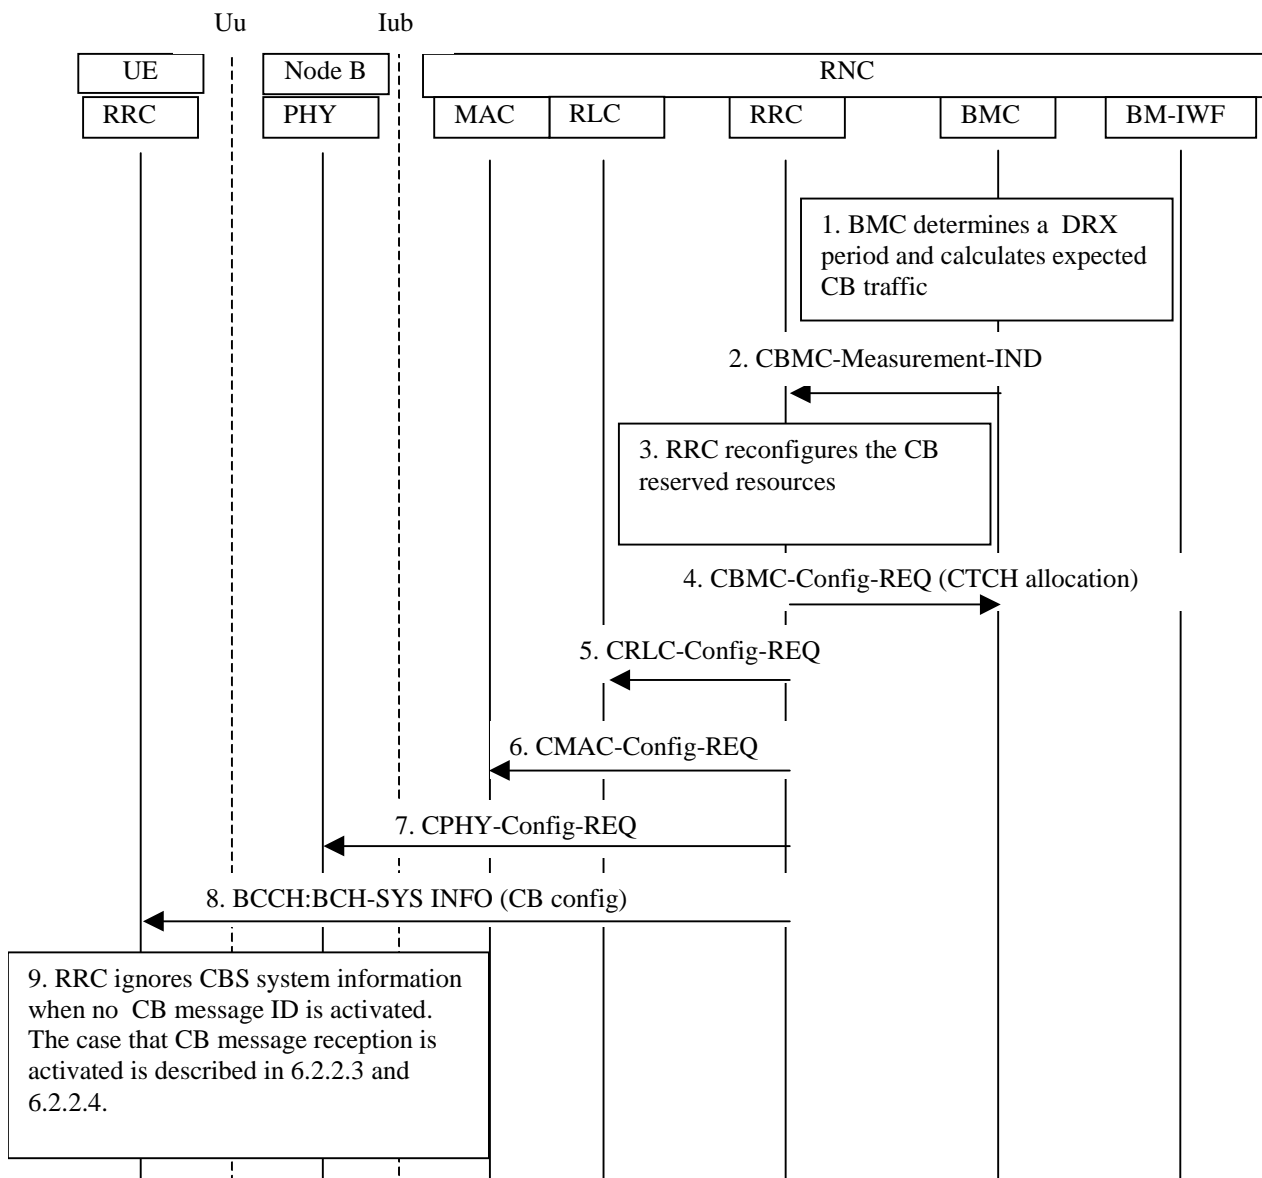 Uu Iub
UE Node B RNC
RRC PHY MAC RLC RRC BMC BM-IWF
1. BMC determines a DRX
period and calculates expected
CB traffic
2. CBMC-Measurement-IND
3. RRC reconfigures the CB
reserved resources
4. CBMC-Config-REQ (CTCH allocation)
5. CRLC-Config-REQ
6. CMAC-Config-REQ
7. CPHY-Config-REQ
8. BCCH:BCH-SYS INFO (CB config)
9. RRC ignores CBS system information
when no CB message ID is activated.
The case that CB message reception is
activated is described in 6.2.2.3 and
6.2.2.4.